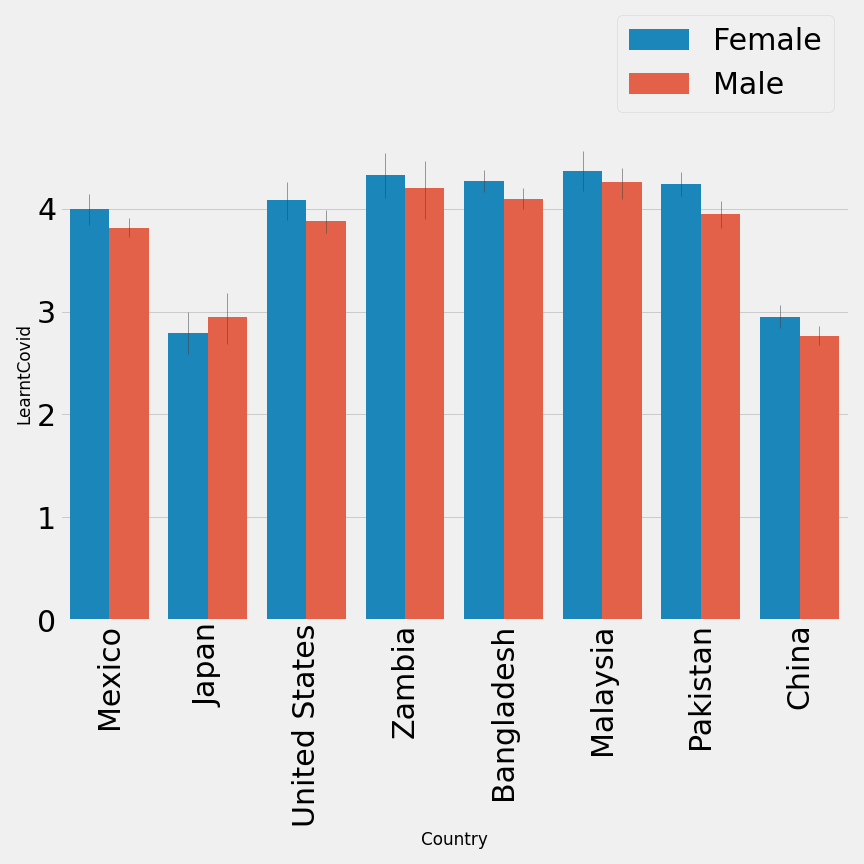 Female
Male
4
3
2
1
0
LearntCovid
Mexico
Japan
United States
Zambia
Bangladesh
Malaysia
Pakistan
China
Country